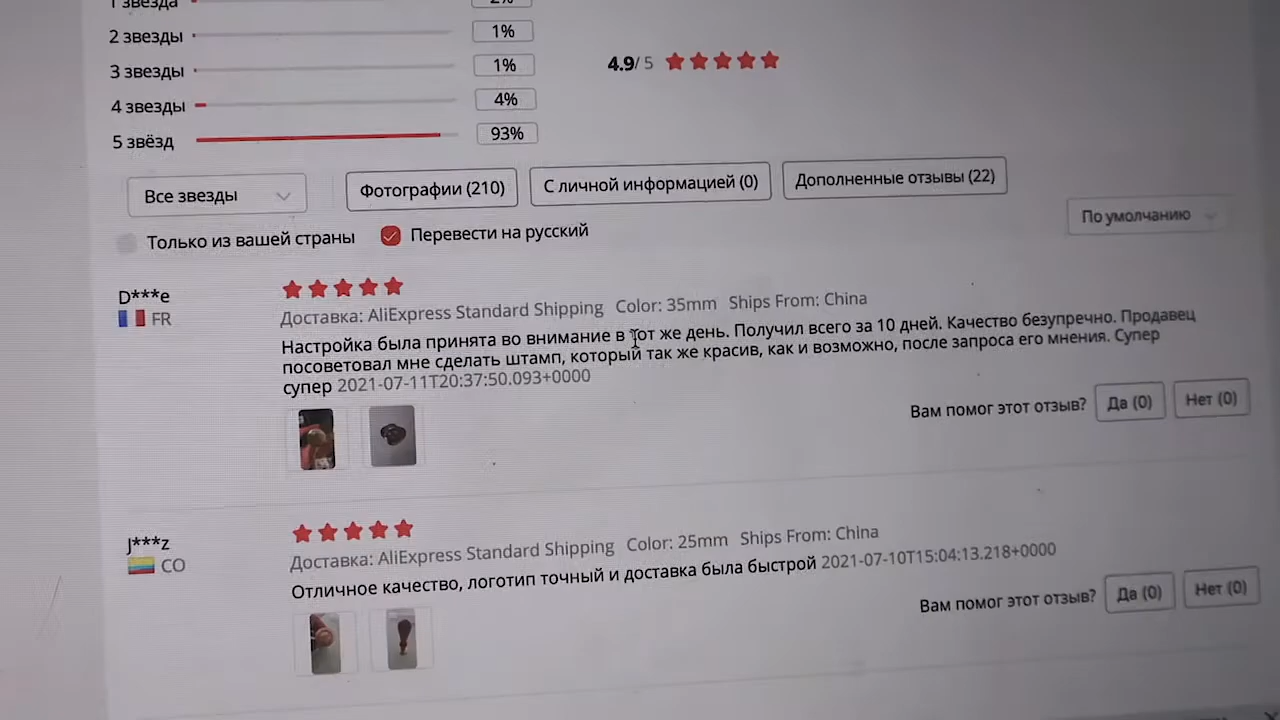 1 звезда
2%
2 звезды
1%
3 звезды
1%
4 звезды
4%
5 звёзд
93%
4.9/ 5
Все звезды
Фотографии (210)
С личной информацией (0)
Дополненные отзывы (22)
По умолчанию
Только из вашей страны
Перевести на русский
D***e
FR
Доставка: AliExpress Standard Shipping Color: 35mm Ships From: China
Настройка была принята во внимание в тот же день. Получил всего за 10 дней. Качество безупречно. Продавец
посоветовал мне сделать штамп, который так же красив, как и возможно, после запроса его мнения. Супер
супер 2021-07-11T20:37:50.093+0000
Вам помог этот отзыв? Да (0) Нет (0)
J***z
CO
Доставка: AliExpress Standard Shipping Color: 25mm Ships From: China
Отличное качество, логотип точный и доставка была быстрой 2021-07-10T15:04:13.218+0000
Вам помог этот отзыв? Да (0) Нет (0)